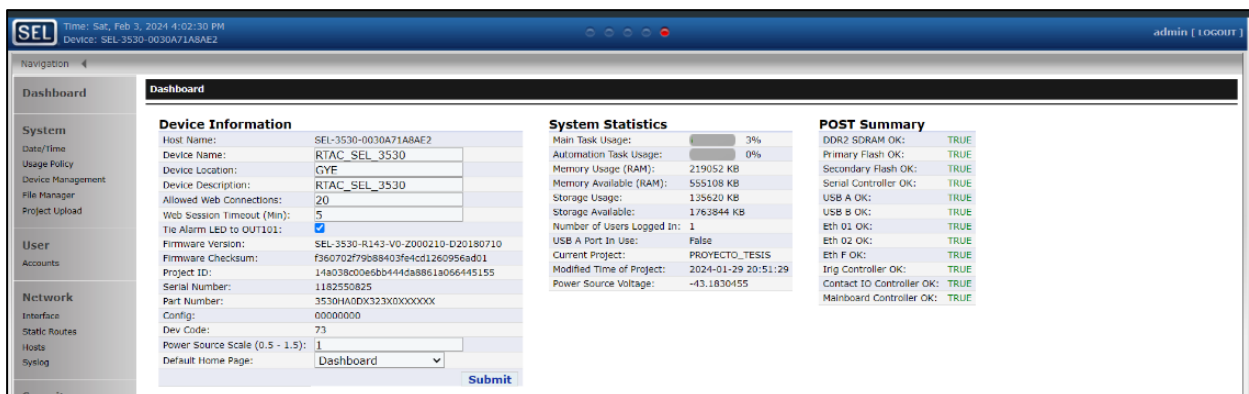 SEL
Time: Sat, Feb 3, 2024 4:02:30 PM
Device: SEL-3530-0030A71A8AE2
admin [ LOGOUT ]
Navigation
Dashboard
System
Date/Time
Usage Policy
Device Management
File Manager
Project Upload
User
Accounts
Network
Interface
Static Routes
Hosts
Syslog
Dashboard
Device Information
Host Name: SEL-3530-0030A71A8AE2
Device Name: RTAC_SEL_3530
Device Location: GYE
Device Description: RTAC_SEL_3530
Allowed Web Connections: 20
Web Session Timeout (Min): 5
Tie Alarm LED to OUT101:
Firmware Version: SEL-3530-R143-V0-Z000210-D20180710
Firmware Checksum: f360702f79b88403fe4cd1260956ad01
Project ID: 14a038c00e6bb444da8861a066445155
Serial Number: 1182550825
Part Number: 3530HA0DX323X0XXXXXX
Config: 00000000
Dev Code: 73
Power Source Scale (0.5 - 1.5): 1
Default Home Page: Dashboard
Submit
System Statistics
Main Task Usage: 3%
Automation Task Usage: 0%
Memory Usage (RAM): 219052 KB
Memory Available (RAM): 555108 KB
Storage Usage: 135620 KB
Storage Available: 1763844 KB
Number of Users Logged In: 1
USB A Port In Use: False
Current Project: PROYECTO_TESIS
Modified Time of Project: 2024-01-29 20:51:29
Power Source Voltage: -43.1830455
POST Summary
DDR2 SDRAM OK: TRUE
Primary Flash OK: TRUE
Secondary Flash OK: TRUE
Serial Controller OK: TRUE
USB A OK: TRUE
USB B OK: TRUE
Eth 01 OK: TRUE
Eth 02 OK: TRUE
Eth F OK: TRUE
Irig Controller OK: TRUE
Contact IO Controller OK: TRUE
Mainboard Controller OK: TRUE